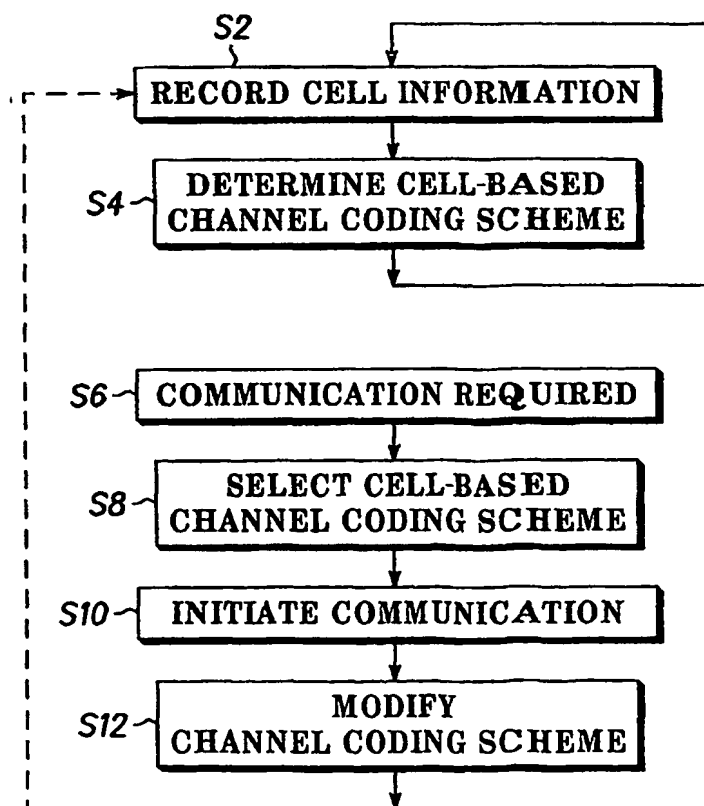 S2
RECORD CELL INFORMATION
S4
DETERMINE CELL-BASED
CHANNEL CODING SCHEME
S6
COMMUNICATION REQUIRED
S8
SELECT CELL-BASED
CHANNEL CODING SCHEME
S10
INITIATE COMMUNICATION
S12
MODIFY
CHANNEL CODING SCHEME